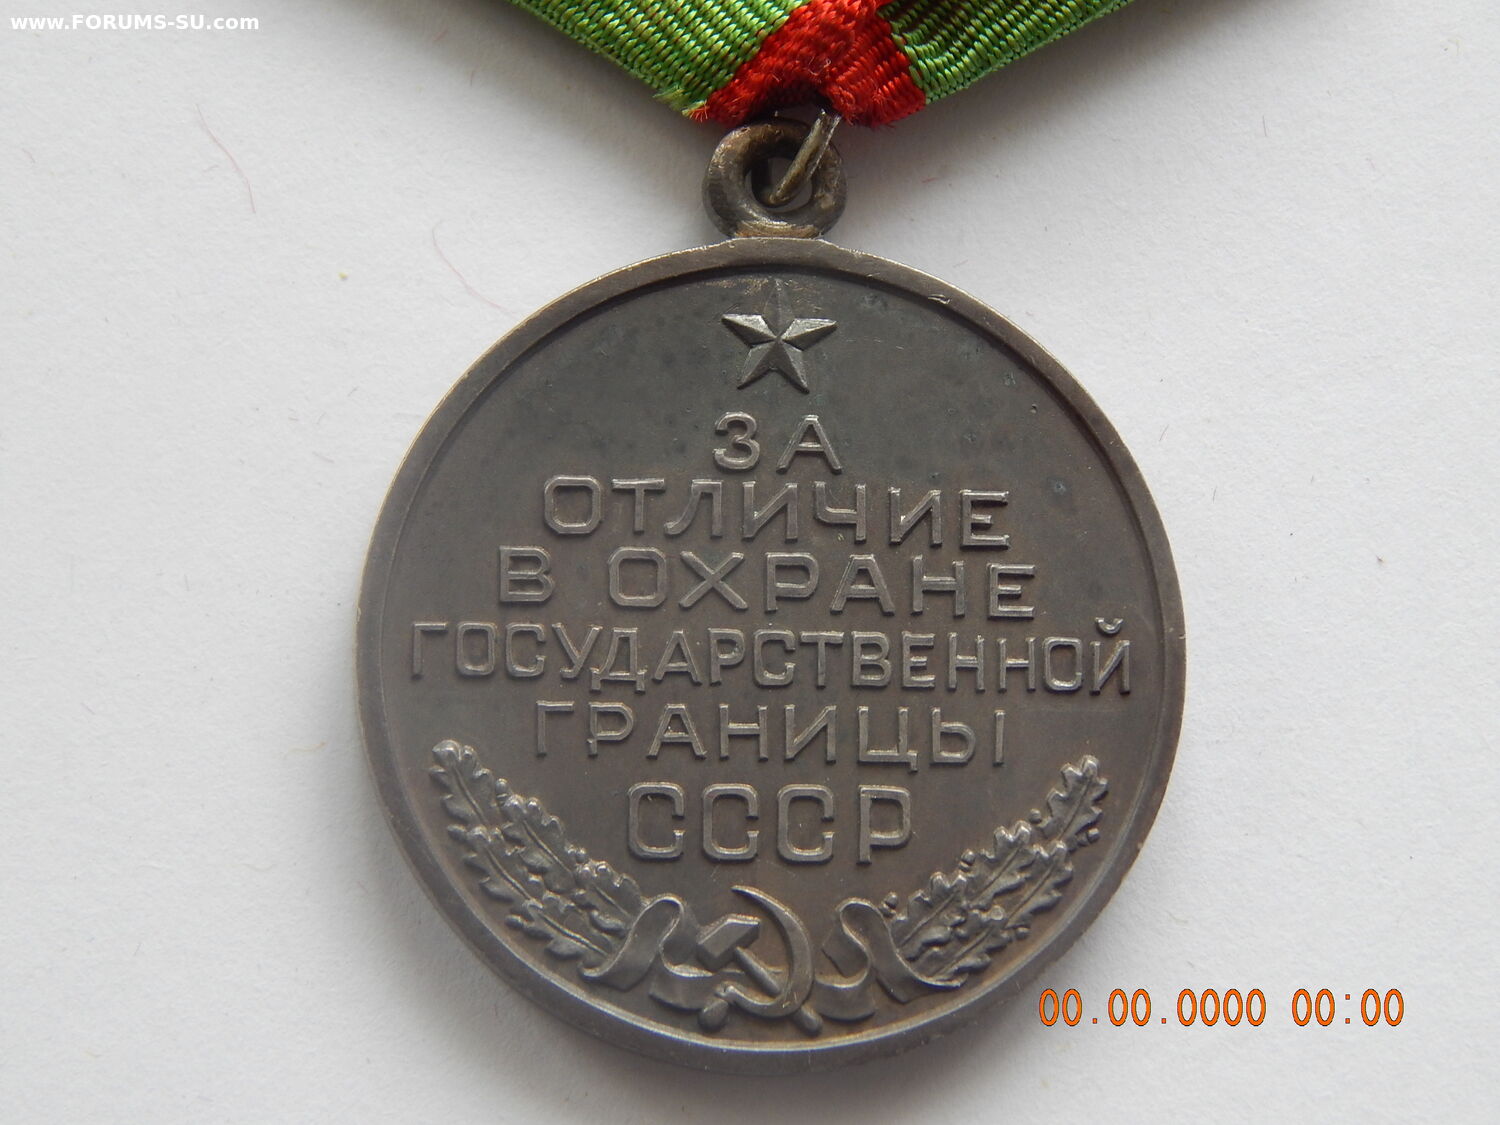 www.FORUMS-SU.com
ЗА
ОТЛИЧИЕ
В ОХРАНЕ
ГОСУДАРСТВЕННОЙ
ГРАНИЦЫ
СССР
00.00.0000 00:00